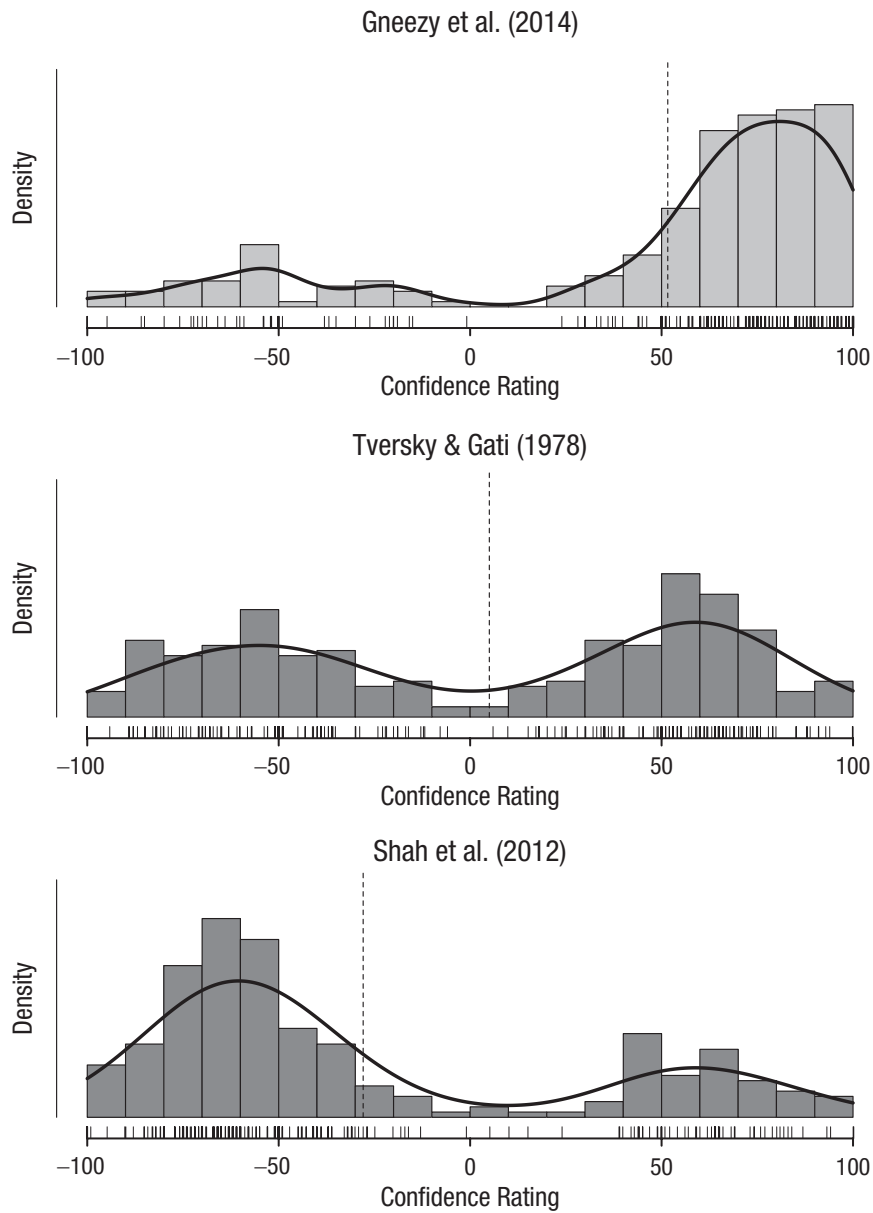 Gneezy et al. (2014)
Density
–100 –50 0 50 100
Confidence Rating
Tversky & Gati (1978)
Density
–100 –50 0 50 100
Confidence Rating
Shah et al. (2012)
Density
–100 –50 0 50 100
Confidence Rating